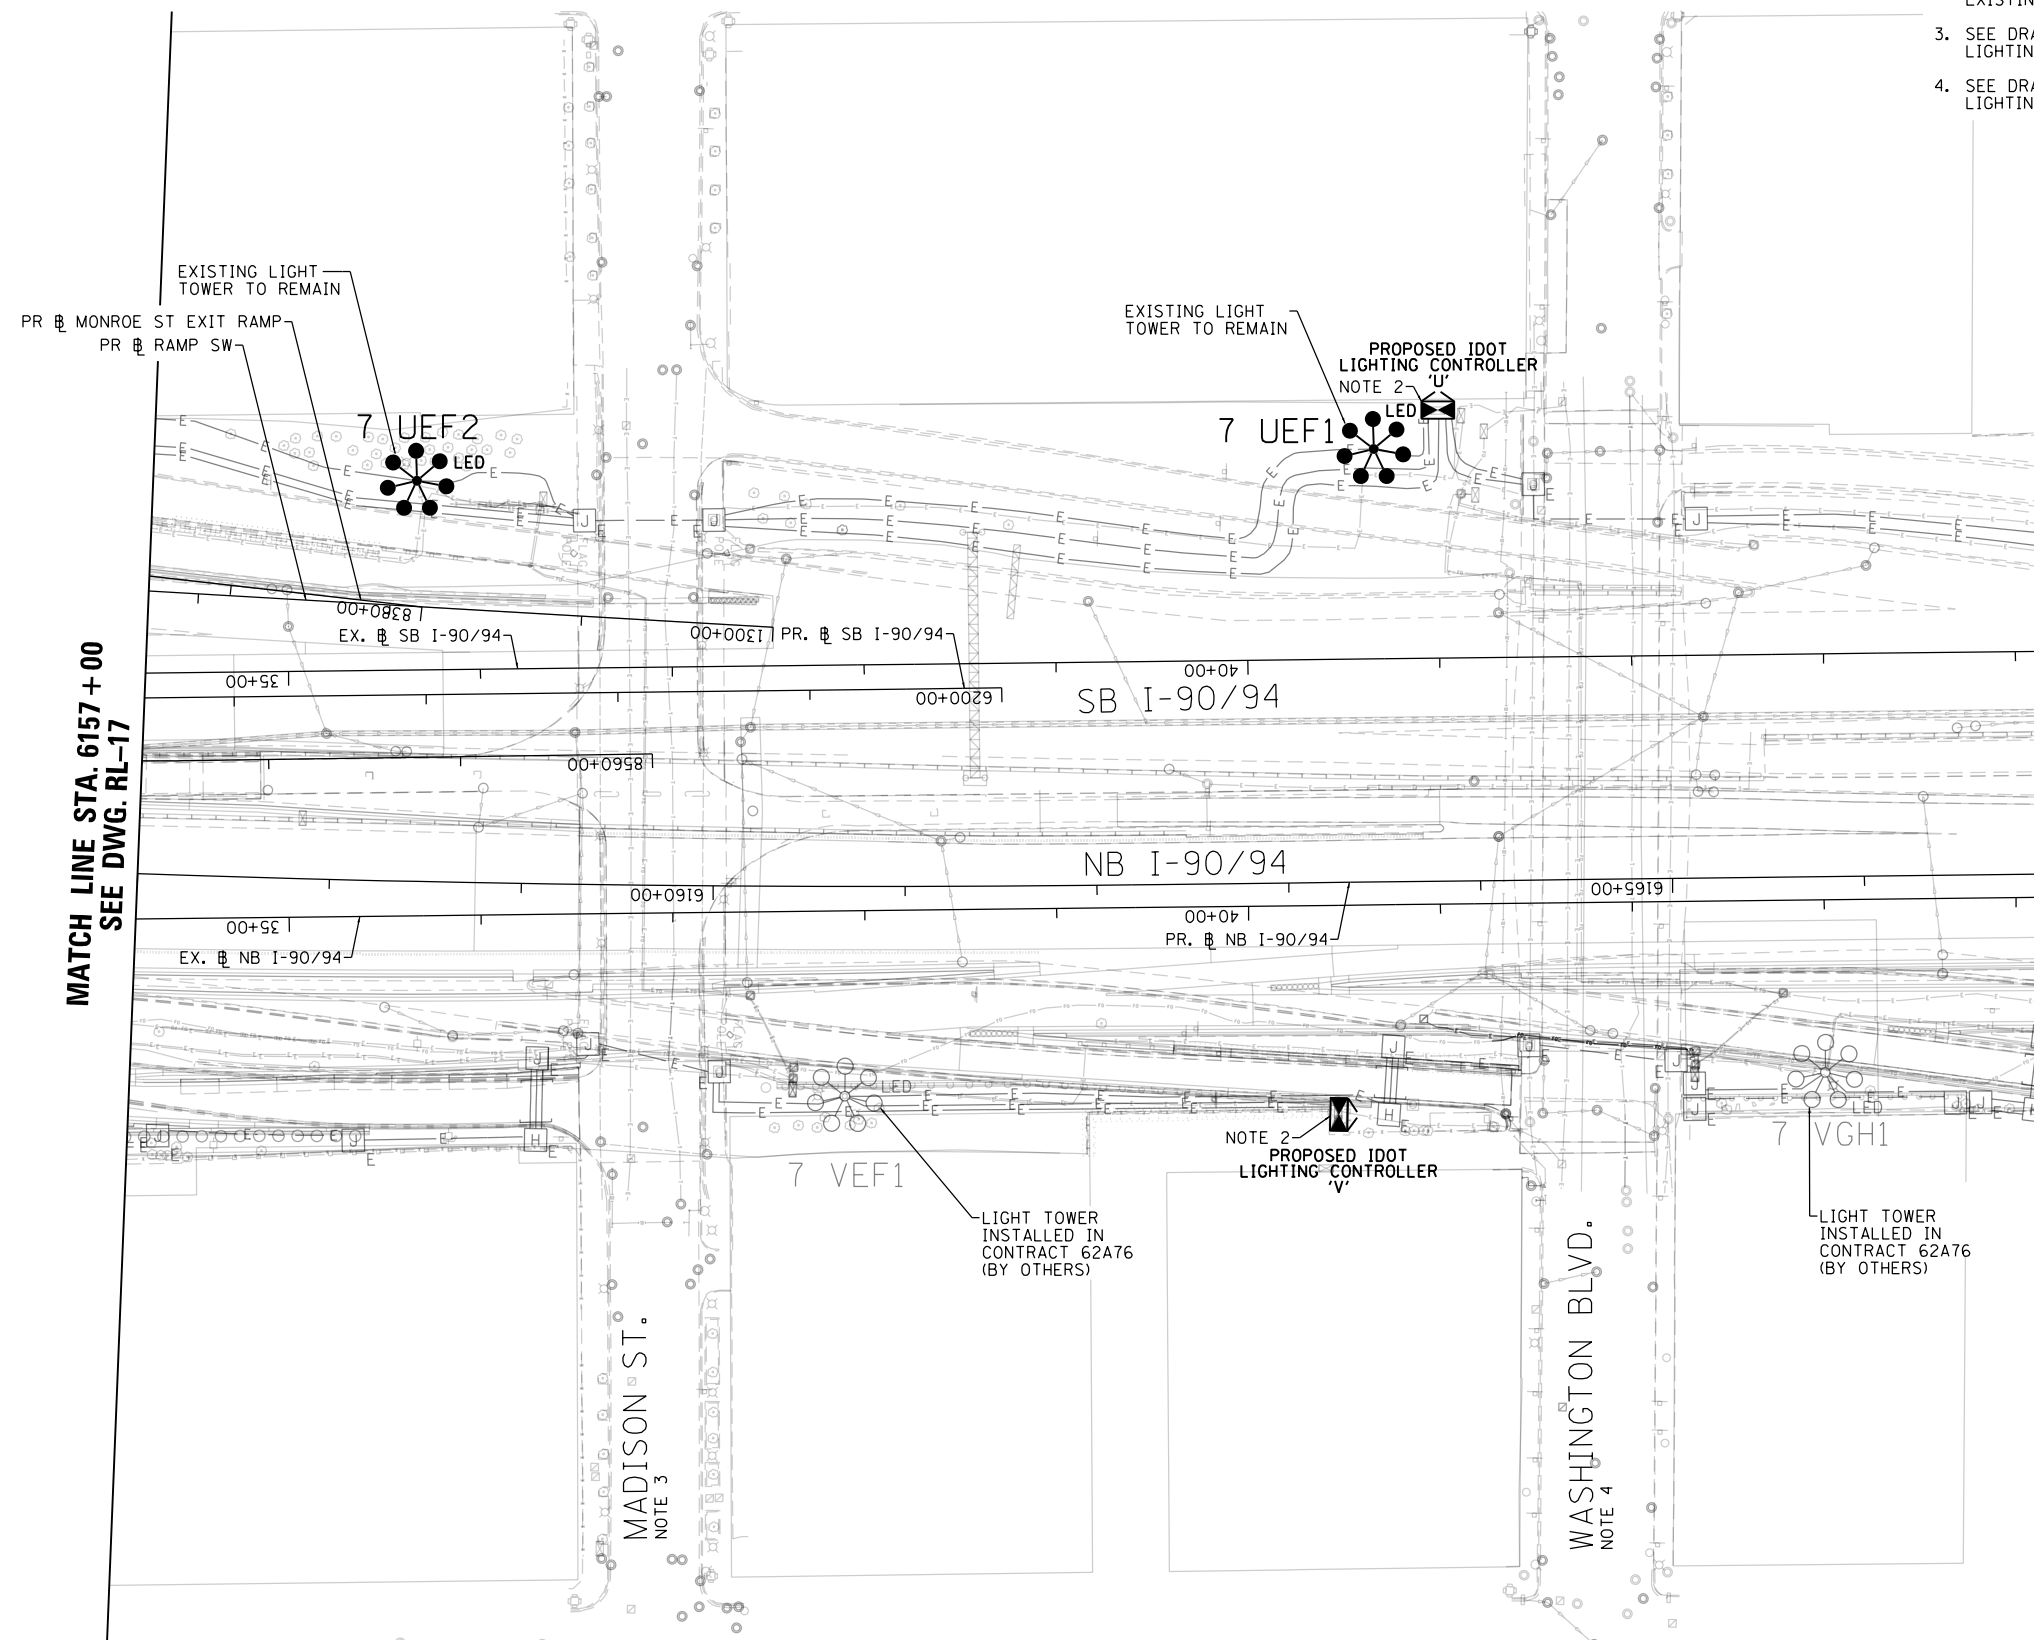 EXISTIN
3. SEE DRA
LIGHTIN
4. SEE DRA
LIGHTIN
EXISTING LIGHT
TOWER TO REMAIN
PR ℄ MONROE ST EXIT RAMP
PR ℄ RAMP SW
EXISTING LIGHT
TOWER TO REMAIN
PROPOSED IDOT
LIGHTING CONTROLLER
'U'
NOTE 2
LED
7 UEF1
7 UEF2
LED
8380+00
EX. ℄ SB I-90/94
1300+00
PR. ℄ SB I-90/94
35+00
40+00
6200+00
SB I-90/94
8560+00
MATCH LINE STA. 6157+00
SEE DWG. RL-17
NB I-90/94
6160+00
6165+00
35+00
40+00
EX. ℄ NB I-90/94
PR. ℄ NB I-90/94
LED
7 VEF1
NOTE 2
PROPOSED IDOT
LIGHTING CONTROLLER
'V'
LED
7 VGH1
LIGHT TOWER
INSTALLED IN
CONTRACT 62A76
(BY OTHERS)
LIGHT TOWER
INSTALLED IN
CONTRACT 62A76
(BY OTHERS)
MADISON ST.
NOTE 3
WASHINGTON BLVD.
NOTE 4